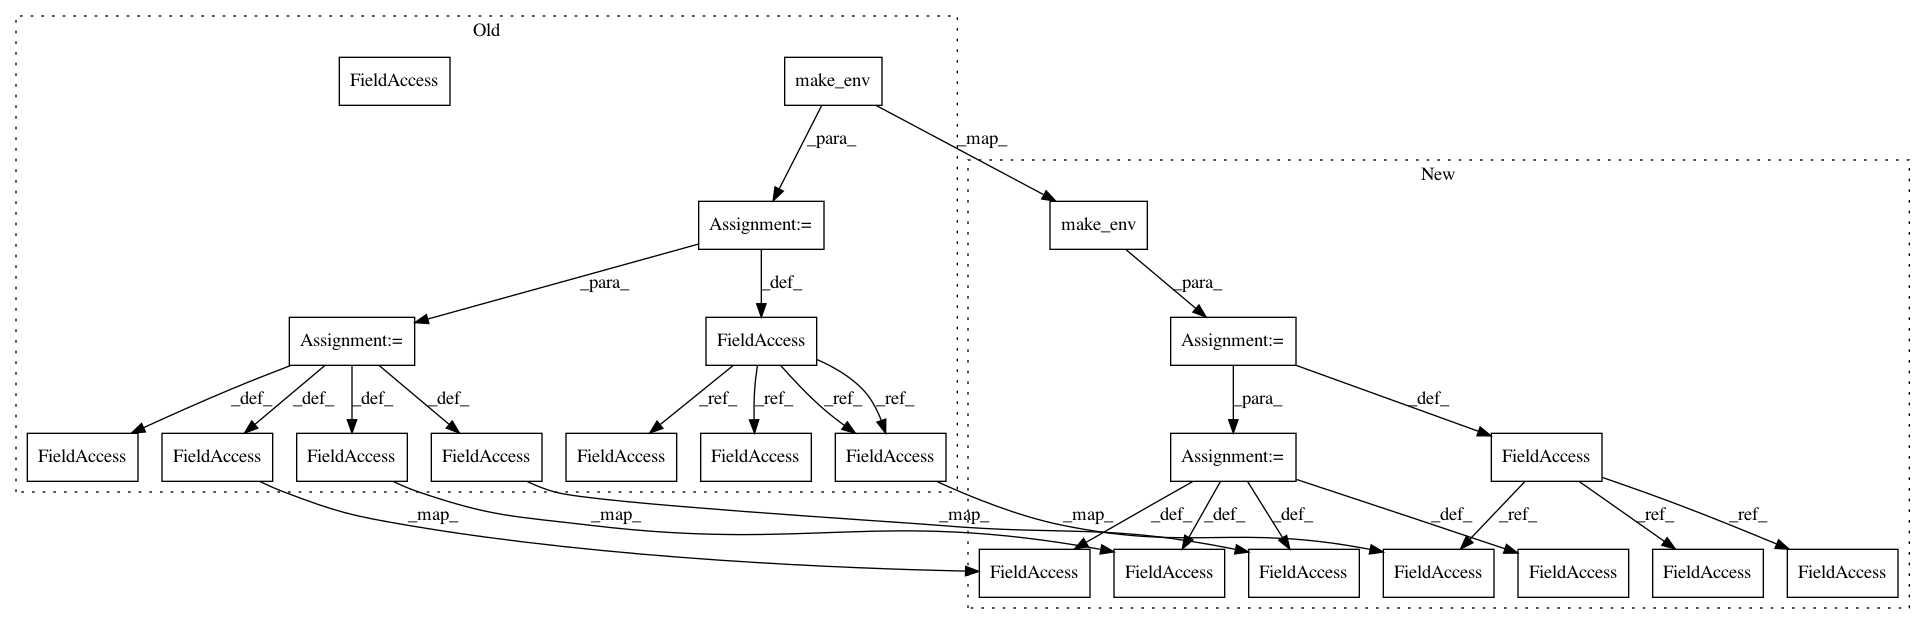 Old
FieldAccess
make_env
_para_
_map_
New
Assignment:=
make_env
_para_
_def_
_para_
Assignment:=
FieldAccess
Assignment:=
_def_
_def_
_def_
_def_
_ref_
_ref_
_ref_
_ref_
_para_
_def_
FieldAccess
FieldAccess
FieldAccess
FieldAccess
FieldAccess
FieldAccess
FieldAccess
Assignment:=
FieldAccess
_map_
_map_
_map_
_map_
_def_
_def_
_def_
_def_
_ref_
_ref_
_ref_
FieldAccess
FieldAccess
FieldAccess
FieldAccess
FieldAccess
FieldAccess
FieldAccess